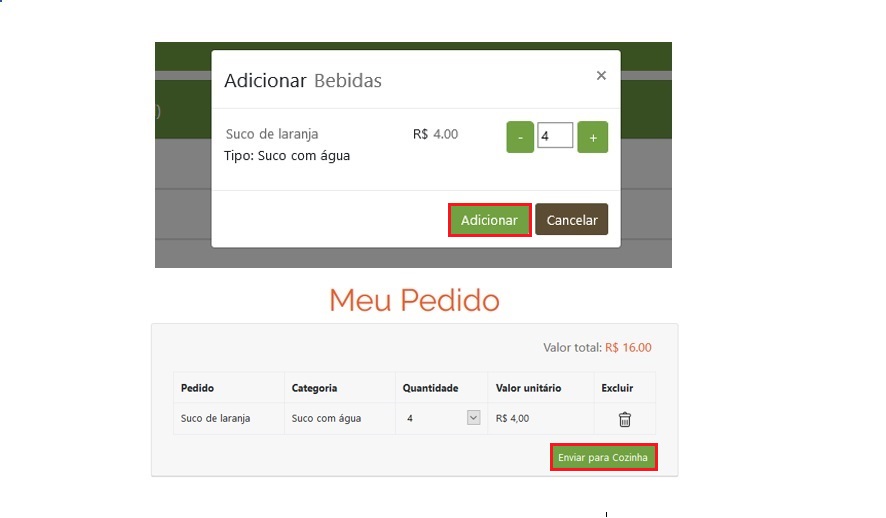 )
Adicionar Bebidas ×
Suco de laranja R$ 4.00 - 4 +
Tipo: Suco com água
Adicionar Cancelar
Meu Pedido
Valor total: R$ 16.00
Pedido Categoria Quantidade Valor unitário Excluir
Suco de laranja Suco com água 4 R$ 4,00
Enviar para Cozinha